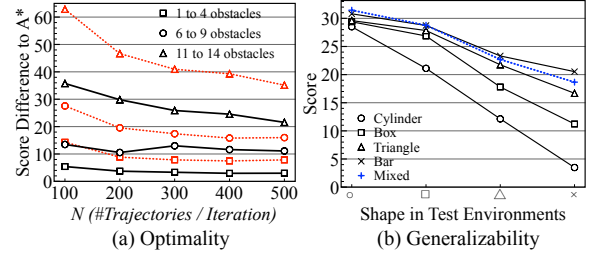 Score Difference to A*
70
60
50
40
30
20
10
0
1 to 4 obstacles
6 to 9 obstacles
11 to 14 obstacles
100 200 300 400 500
N (#Trajectories / Iteration)
(a) Optimality
Score
30
25
20
15
10
5
0
Cylinder
Box
Triangle
Bar
Mixed
Shape in Test Environments
(b) Generalizability